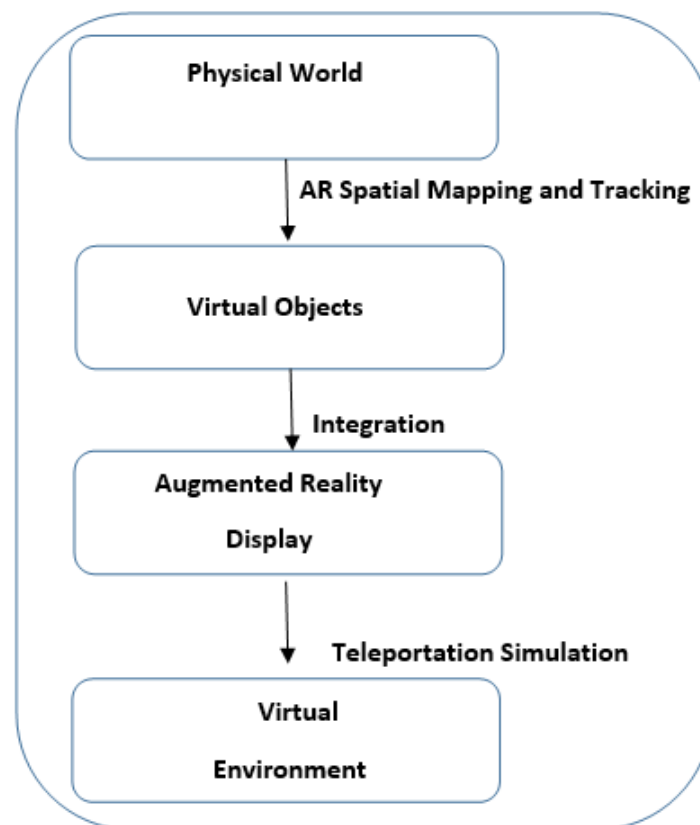 Physical World
AR Spatial Mapping and Tracking
Virtual Objects
Integration
Augmented Reality
Display
Teleportation Simulation
Virtual
Environment